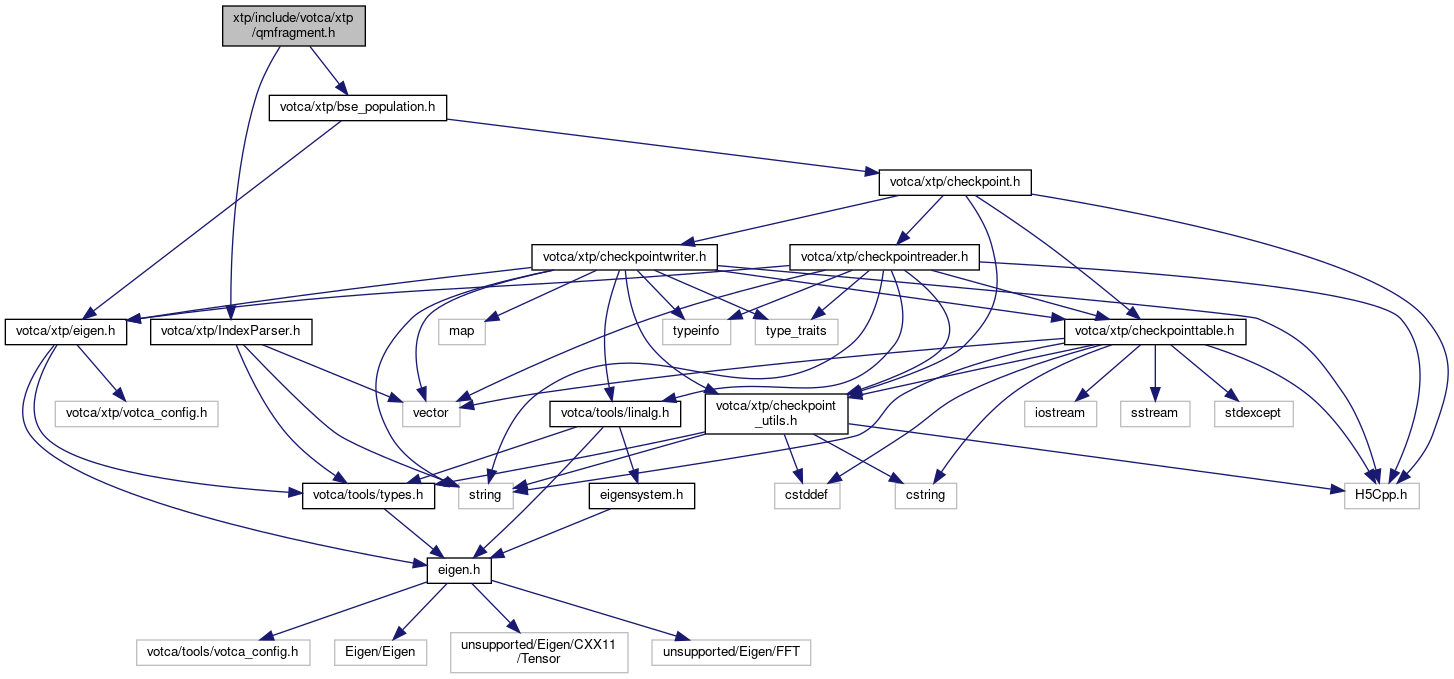 xtp/include/votca/xtp
/qmfragment.h
votca/xtp/bse_population.h
votca/xtp/checkpoint.h
votca/xtp/checkpointwriter.h
votca/xtp/checkpointreader.h
votca/xtp/eigen.h
votca/xtp/IndexParser.h
map
typeinfo
type_traits
votca/xtp/checkpointtable.h
votca/xtp/votca_config.h
vector
votca/tools/linalg.h
votca/xtp/checkpoint
_utils.h
iostream
sstream
stdexcept
votca/tools/types.h
string
eigensystem.h
cstddef
cstring
H5Cpp.h
eigen.h
votca/tools/votca_config.h
Eigen/Eigen
unsupported/Eigen/CXX11
/Tensor
unsupported/Eigen/FFT